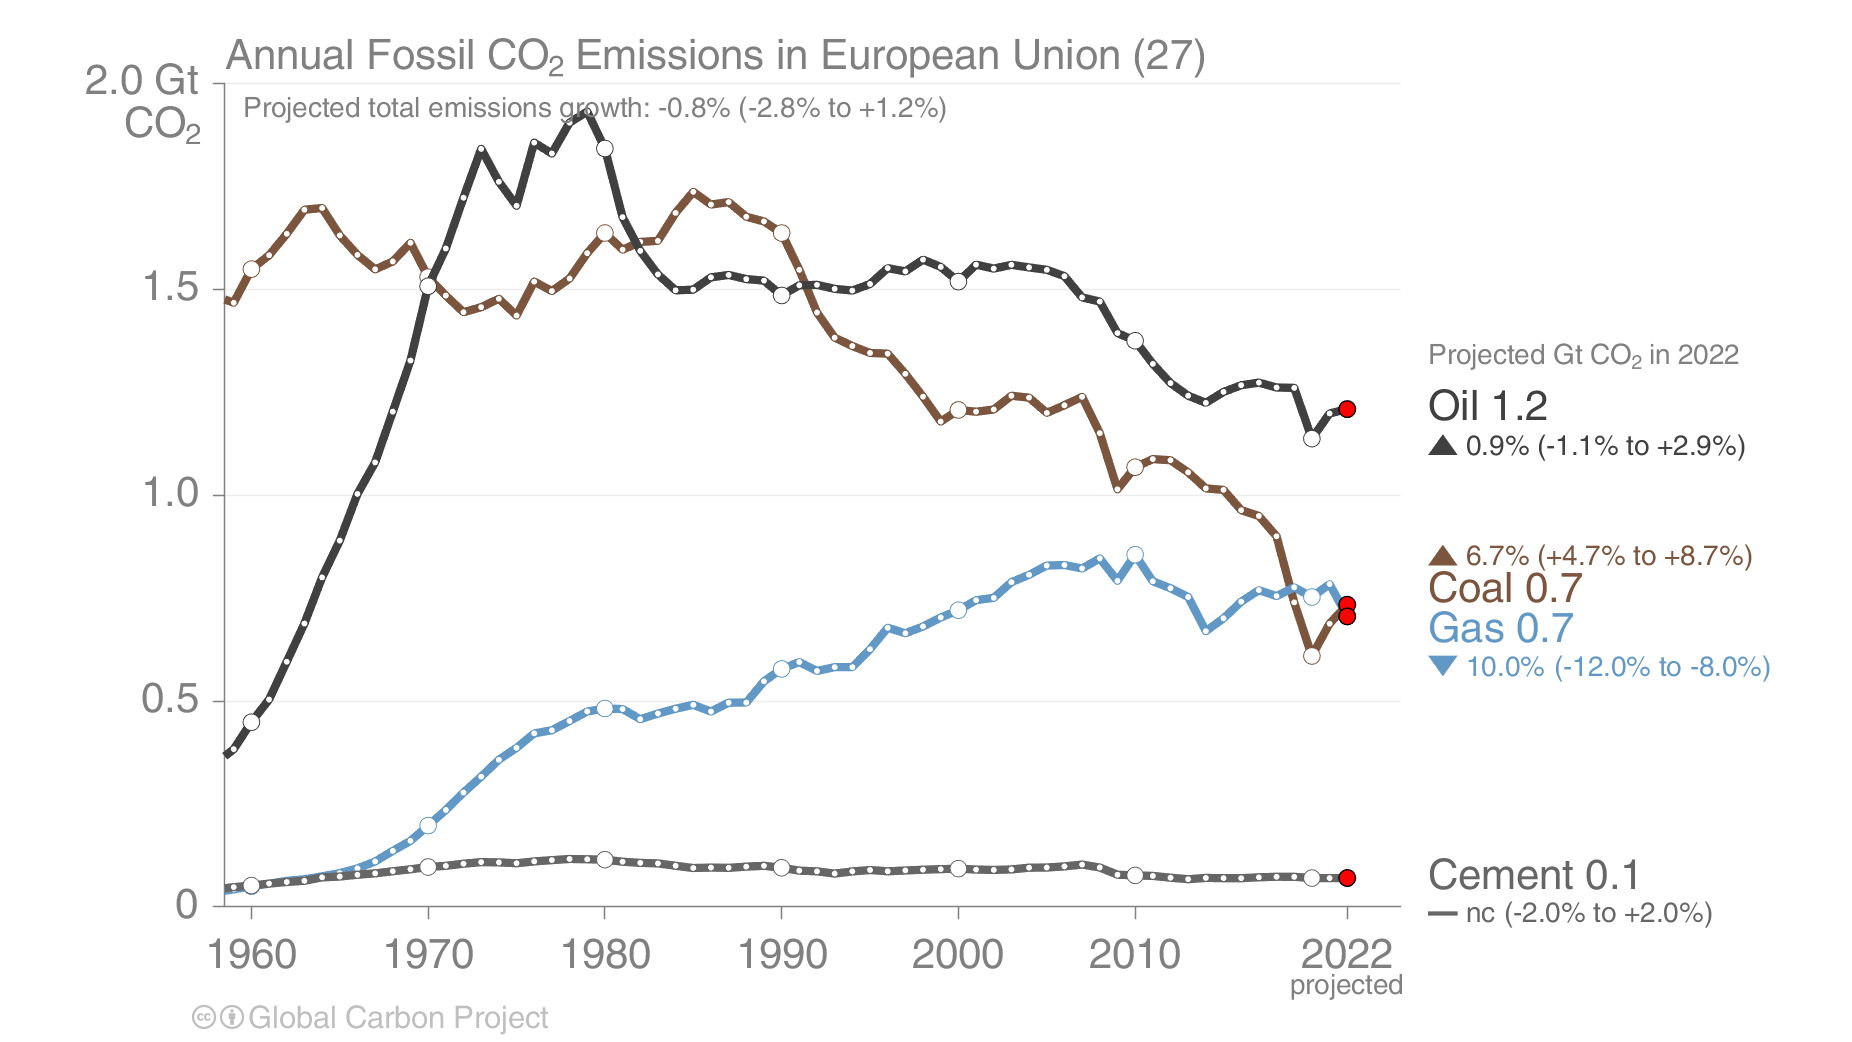 Annual Fossil CO₂ Emissions in European Union (27)
2.0 Gt
CO₂
Projected total emissions growth: -0.8% (-2.8% to +1.2%)
1.5
1.0
0.5
0
Projected Gt CO₂ in 2022
Oil 1.2
0.9% (-1.1% to +2.9%)
6.7% (+4.7% to +8.7%)
Coal 0.7
Gas 0.7
10.0% (-12.0% to -8.0%)
Cement 0.1
nc (-2.0% to +2.0%)
1960 1970 1980 1990 2000 2010 2022
projected
cc Global Carbon Project